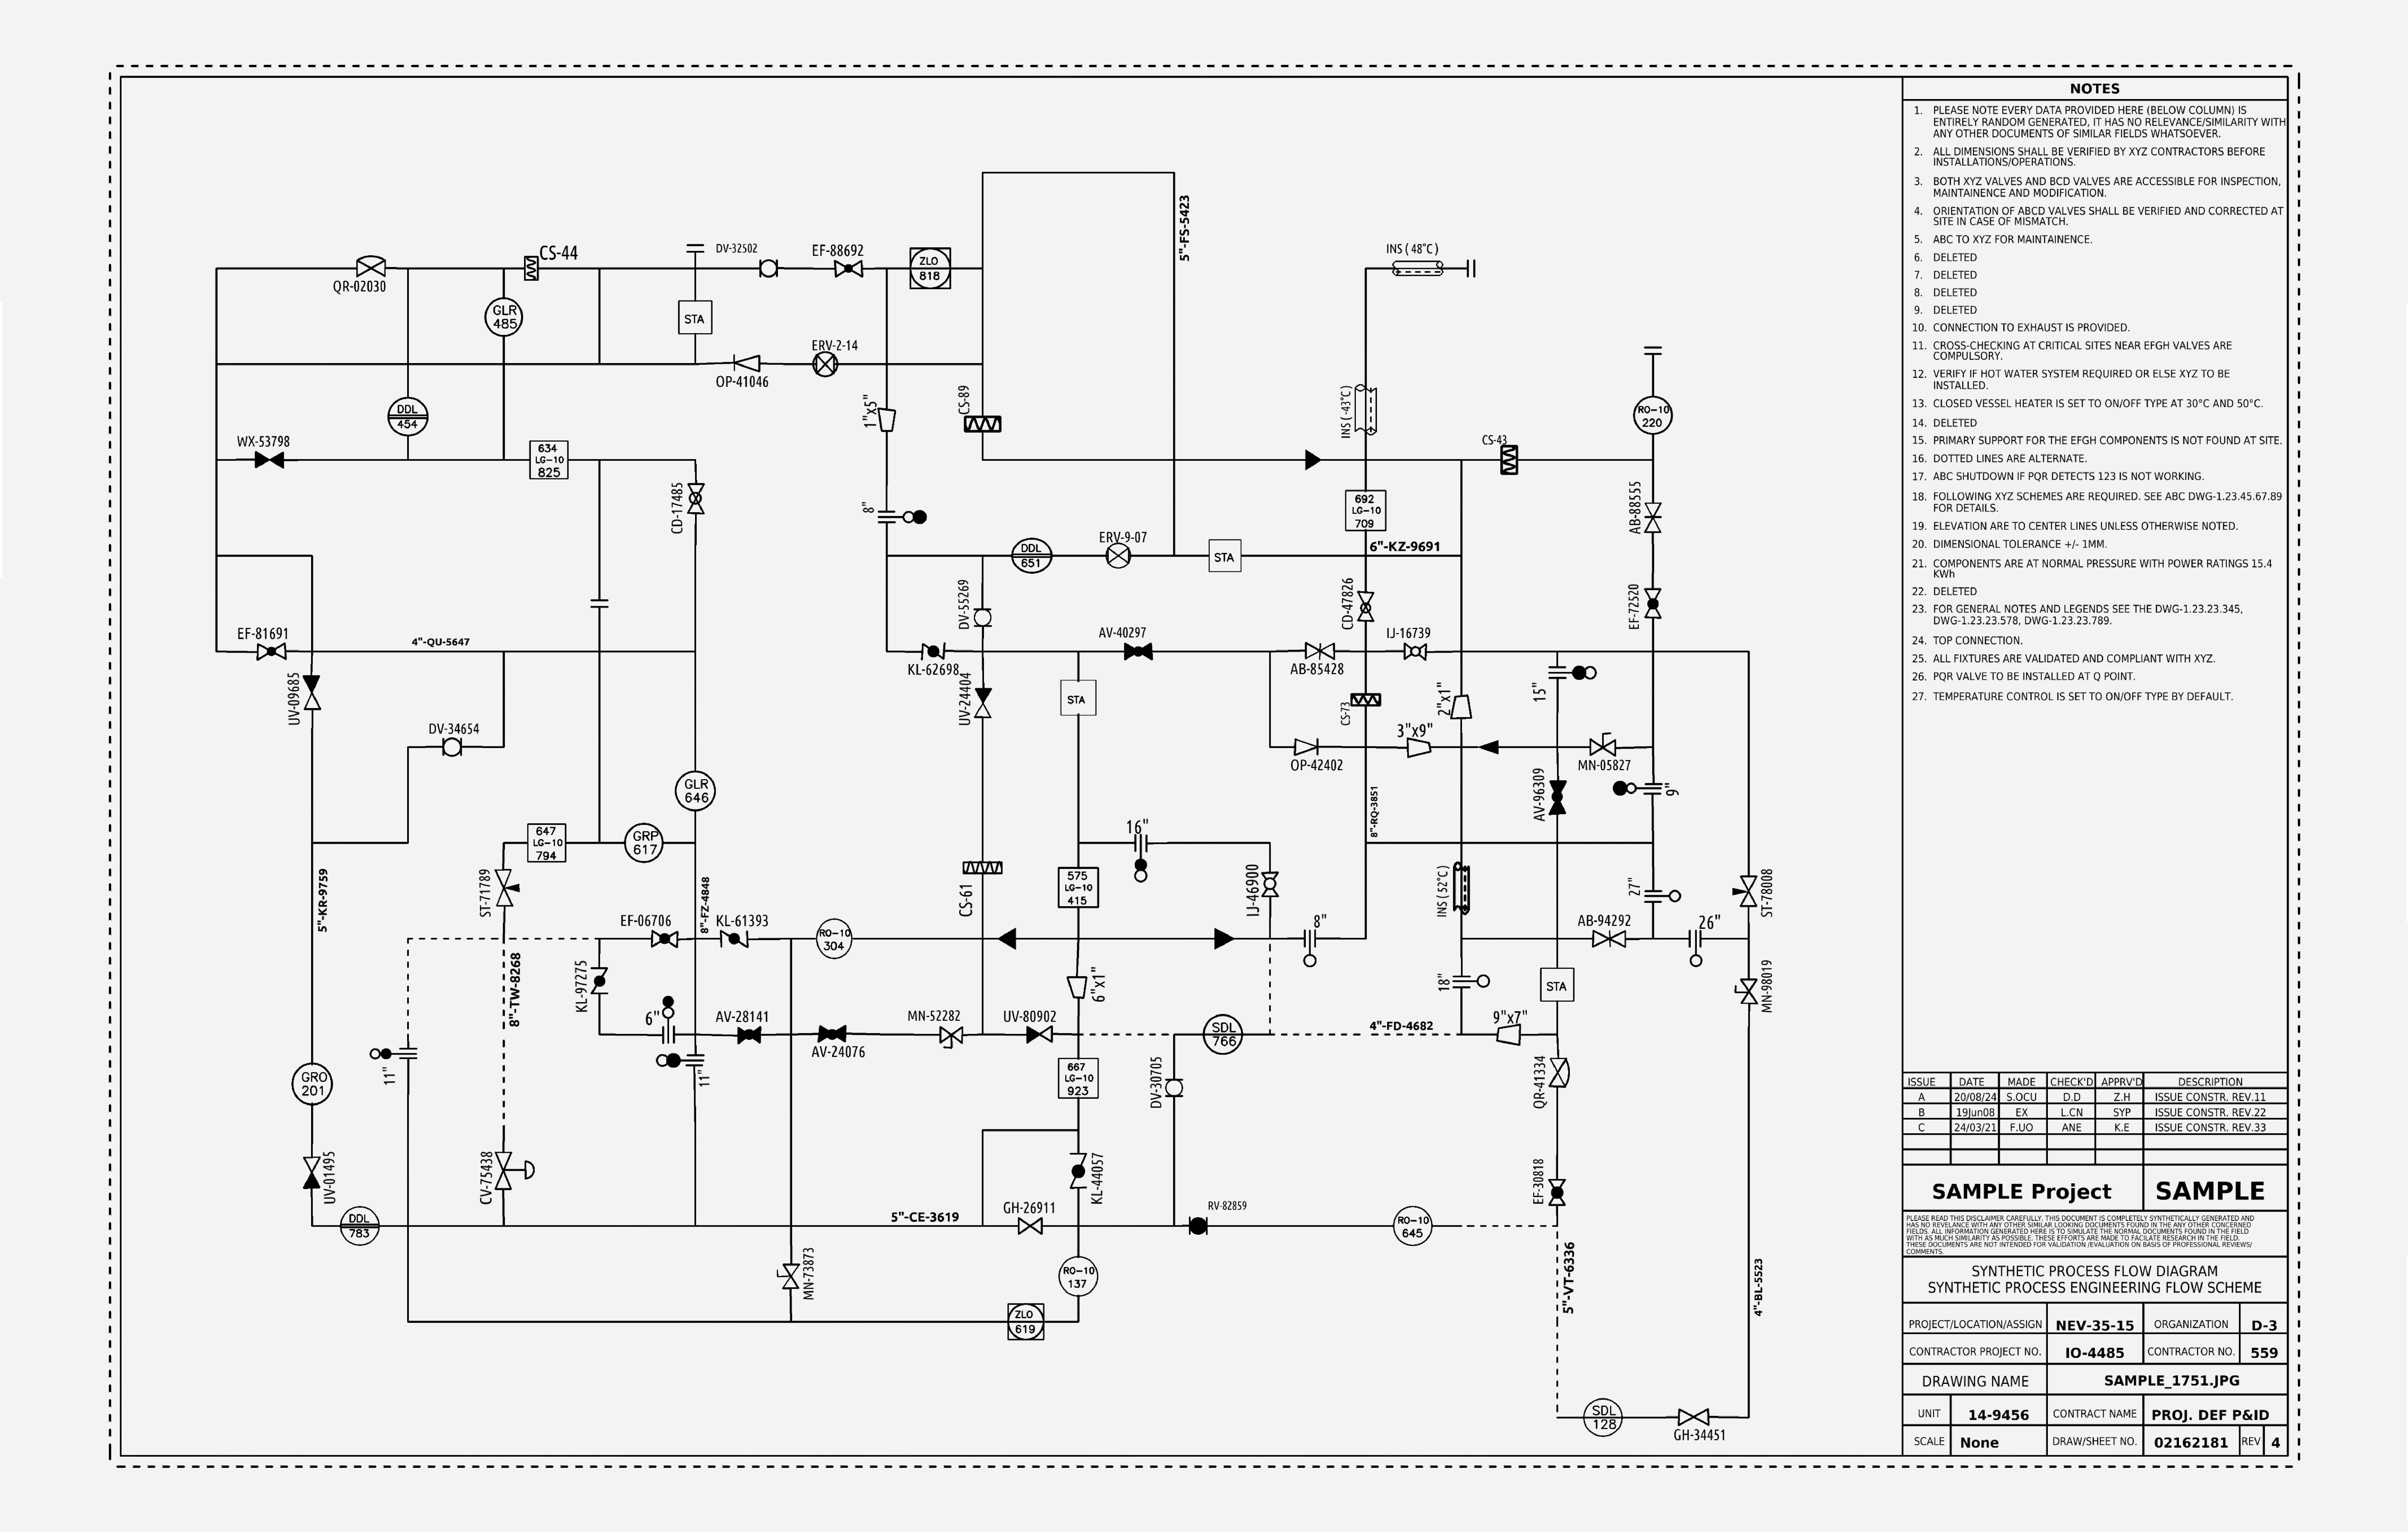 5"-FS-5423
CS-44
DV-32502
EF-88692
INS ( 48°C )
ZLO
818
QR-02030
GLR
485
STA
ERV-2-14
OP-41046
DDL
454
1"x5"
CS-89
INS ( -43°C )
RO-10
220
WX-53798
634
LG-10
825
CS-43
CD-17485
8"
692
LG-10
709
AB-88555
ERV-9-07
DDL
651
STA
6"-KZ-9691
DV-55269
CD-47826
EF-72520
EF-81691
4"-QU-5647
AV-40297
IJ-16739
KL-62698
AB-85428
UV-09685
UV-24404
STA
CS-73
2"x1"
15"
DV-34654
3"x9"
OP-42402
MN-05827
GLR
646
AV-96309
9"
8"-RQ-3851
647
LG-10
794
GRP
617
16"
5"-KR-9759
ST-71789
8"-FZ-4848
CS-61
575
LG-10
415
IJ-46900
INS ( 52°C )
27"
ST-78008
EF-06706
KL-61393
RO-10
304
8"
AB-94292
26"
8"-TW-8268
KL-97275
6"x1"
18"
STA
MN-98019
6"
AV-28141
AV-24076
MN-52282
UV-80902
SDL
766
4"-FD-4682
9"x7"
11"
11"
GRO
201
667
LG-10
923
DV-30705
QR-41334
UV-01495
CV-75438
KL-44057
EF-30818
DDL
783
5"-CE-3619
GH-26911
RV-82859
RO-10
645
MN-73873
RO-10
137
5"-VT-6336
4"-BL-5523
ZLO
619
SDL
128
GH-34451
NOTES
1. PLEASE NOTE EVERY DATA PROVIDED HERE (BELOW COLUMN) IS
ENTIRELY RANDOM GENERATED, IT HAS NO RELEVANCE/SIMILARITY WITH
ANY OTHER DOCUMENTS OF SIMILAR FIELDS WHATSOEVER.
2. ALL DIMENSIONS SHALL BE VERIFIED BY XYZ CONTRACTORS BEFORE
INSTALLATIONS/OPERATIONS.
3. BOTH XYZ VALVES AND BCD VALVES ARE ACCESSIBLE FOR INSPECTION,
MAINTAINENCE AND MODIFICATION.
4. ORIENTATION OF ABCD VALVES SHALL BE VERIFIED AND CORRECTED AT
SITE IN CASE OF MISMATCH.
5. ABC TO XYZ FOR MAINTAINENCE.
6. DELETED
7. DELETED
8. DELETED
9. DELETED
10. CONNECTION TO EXHAUST IS PROVIDED.
11. CROSS-CHECKING AT CRITICAL SITES NEAR EFGH VALVES ARE
COMPULSORY.
12. VERIFY IF HOT WATER SYSTEM REQUIRED OR ELSE XYZ TO BE
INSTALLED.
13. CLOSED VESSEL HEATER IS SET TO ON/OFF TYPE AT 30°C AND 50°C.
14. DELETED
15. PRIMARY SUPPORT FOR THE EFGH COMPONENTS IS NOT FOUND AT SITE.
16. DOTTED LINES ARE ALTERNATE.
17. ABC SHUTDOWN IF PQR DETECTS 123 IS NOT WORKING.
18. FOLLOWING XYZ SCHEMES ARE REQUIRED. SEE ABC DWG-1.23.45.67.89
FOR DETAILS.
19. ELEVATION ARE TO CENTER LINES UNLESS OTHERWISE NOTED.
20. DIMENSIONAL TOLERANCE +/- 1MM.
21. COMPONENTS ARE AT NORMAL PRESSURE WITH POWER RATINGS 15.4
KWh
22. DELETED
23. FOR GENERAL NOTES AND LEGENDS SEE THE DWG-1.23.23.345,
DWG-1.23.23.578, DWG-1.23.23.789.
24. TOP CONNECTION.
25. ALL FIXTURES ARE VALIDATED AND COMPLIANT WITH XYZ.
26. PQR VALVE TO BE INSTALLED AT Q POINT.
27. TEMPERATURE CONTROL IS SET TO ON/OFF TYPE BY DEFAULT.
ISSUE DATE MADE CHECK'D APPRV'D DESCRIPTION
A 20/08/24 S.OCU D.D Z.H ISSUE CONSTR. REV.11
B 19Jun08 EX L.CN SYP ISSUE CONSTR. REV.22
C 24/03/21 F.UO ANE K.E ISSUE CONSTR. REV.33
SAMPLE Project SAMPLE
PLEASE READ THIS DISCLAIMER CAREFULLY. THIS DOCUMENT IS COMPLETELY SYNTHETICALLY GENERATED AND
HAS NO REVELANCE WITH ANY OTHER SIMILAR LOOKING DOCUMENTS FOUND IN THE ANY OTHER CONCERNED
FIELDS. ALL INFORMATION GENERATED HERE IS TO SIMULATE THE NORMAL DOCUMENTS FOUND IN THE FIELD
WITH AS MUCH SIMILARITY AS POSSIBLE. THESE EFFORTS ARE MADE TO FACILATE RESEARCH IN THE FIELD.
THESE DOCUMENTS ARE NOT INTENDED FOR VALIDATION /EVALUATION ON BASIS OF PROFESSIONAL REVIEWS/
COMMENTS.
SYNTHETIC PROCESS FLOW DIAGRAM
SYNTHETIC PROCESS ENGINEERING FLOW SCHEME
PROJECT/LOCATION/ASSIGN NEV-35-15 ORGANIZATION D-3
CONTRACTOR PROJECT NO. IO-4485 CONTRACTOR NO. 559
DRAWING NAME SAMPLE_1751.JPG
UNIT 14-9456 CONTRACT NAME PROJ. DEF P&ID
SCALE None DRAW/SHEET NO. 02162181 REV 4